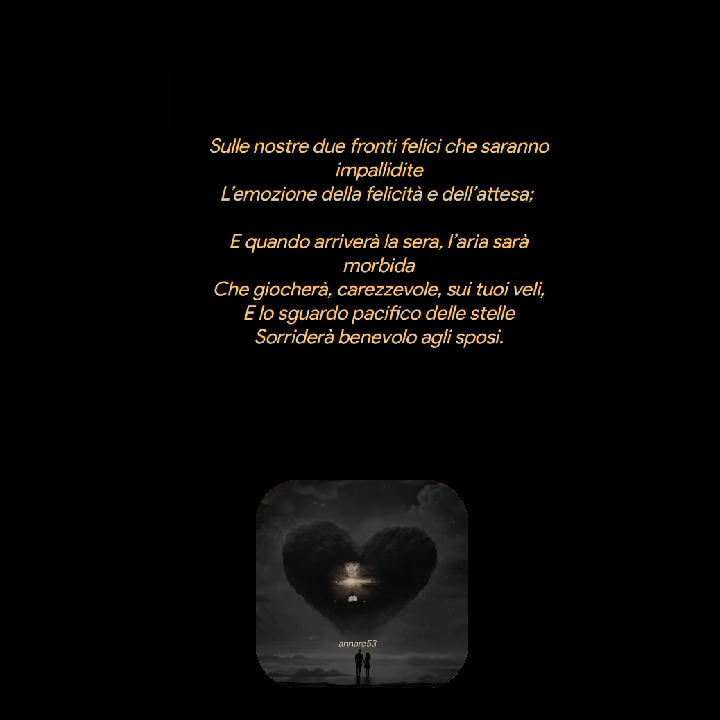 Sulle nostre due fronti felici che saranno
impallidite
L'emozione della felicità e dell'attesa;
E quando arriverà la sera, l'aria sarà
morbida
Che giocherà, carezzevole, sui tuoi veli,
E lo sguardo pacifico delle stelle
Sorriderà benevolo agli sposi.
annare53